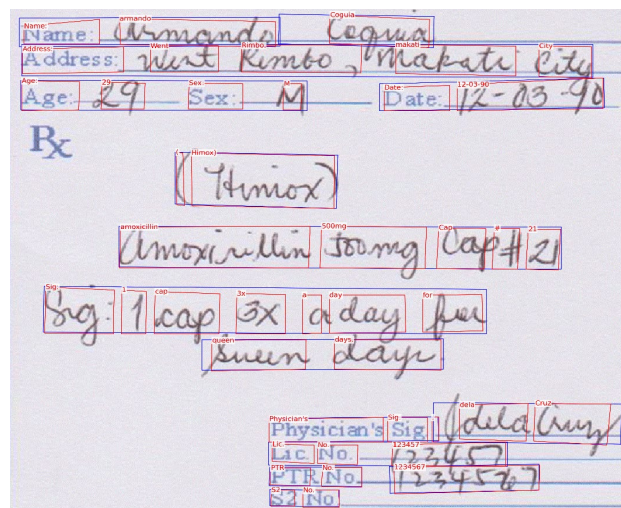 Name: Armando Coguia
Address: West Rembo, Makati City
Age: 29 Sex: M Date: 12-03-90
Rx
(Himox)
Amoxicillin 500mg Cap # 21
Sig: 1 cap 3x a day for
seven days
Physician's Sig dela Cruz
Lic. No. 123457
PTR No. 1234567
S2 No.